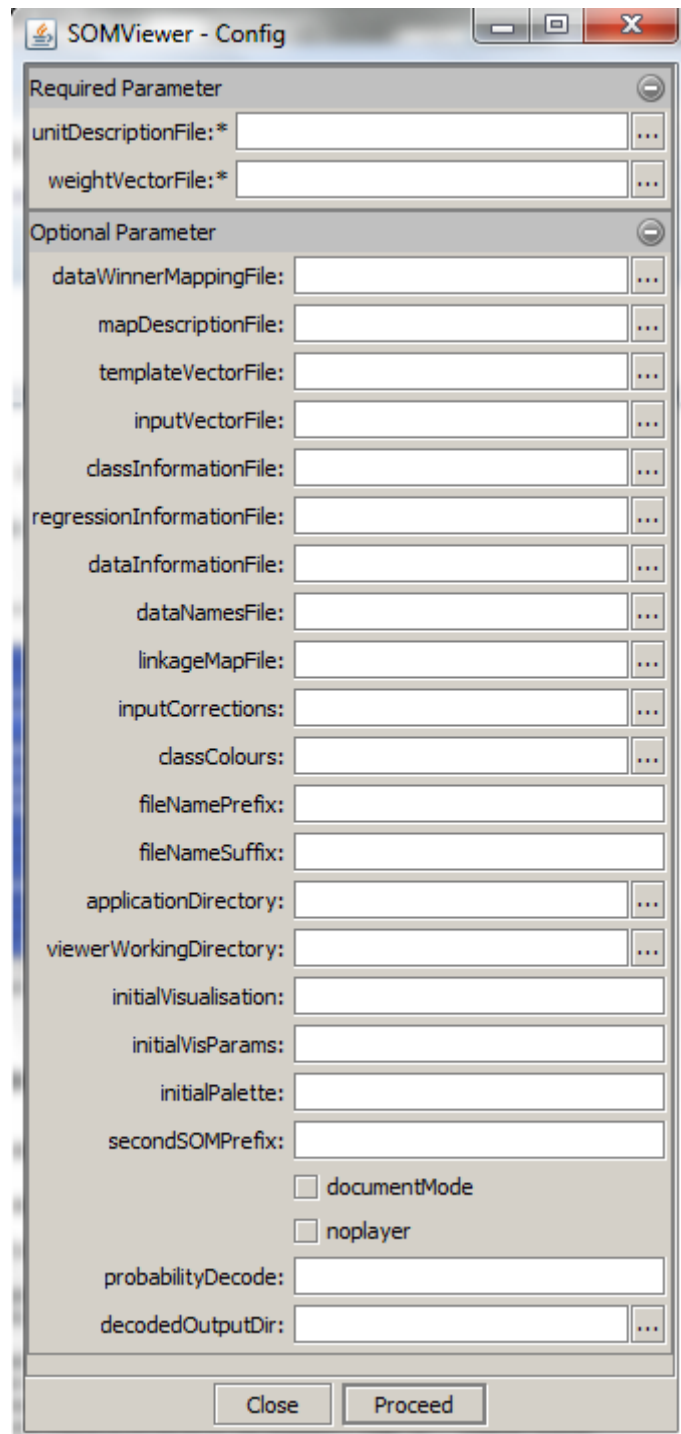 SOMViewer - Config
Required Parameter
unitDescriptionFile:*
...
weightVectorFile:*
...
Optional Parameter
dataWinnerMappingFile:
...
mapDescriptionFile:
...
templateVectorFile:
...
inputVectorFile:
...
classInformationFile:
...
regressionInformationFile:
...
dataInformationFile:
...
dataNamesFile:
...
linkageMapFile:
...
inputCorrections:
...
classColours:
...
fileNamePrefix:
fileNameSuffix:
applicationDirectory:
...
viewerWorkingDirectory:
...
initialVisualisation:
initialVisParams:
initialPalette:
secondSOMPrefix:
documentMode
noplayer
probabilityDecode:
decodedOutputDir:
...
Close Proceed